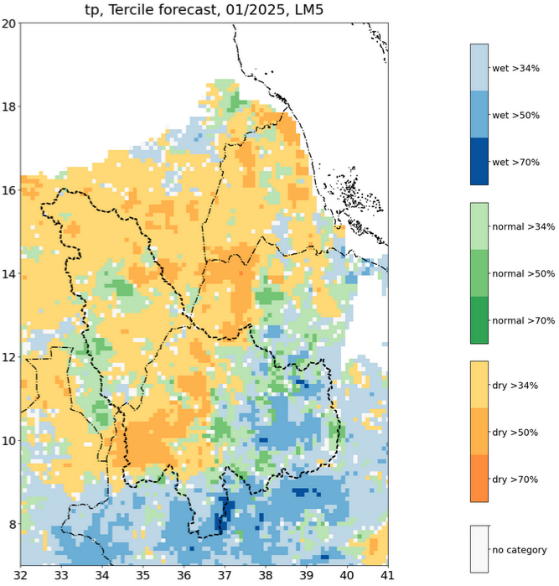 tp, Tercile forecast, 01/2025, LM5
20
18
16
14
12
10
8
32 33 34 35 36 37 38 39 40 41
wet >34%
wet >50%
wet >70%
normal >34%
normal >50%
normal >70%
dry >34%
dry >50%
dry >70%
no category